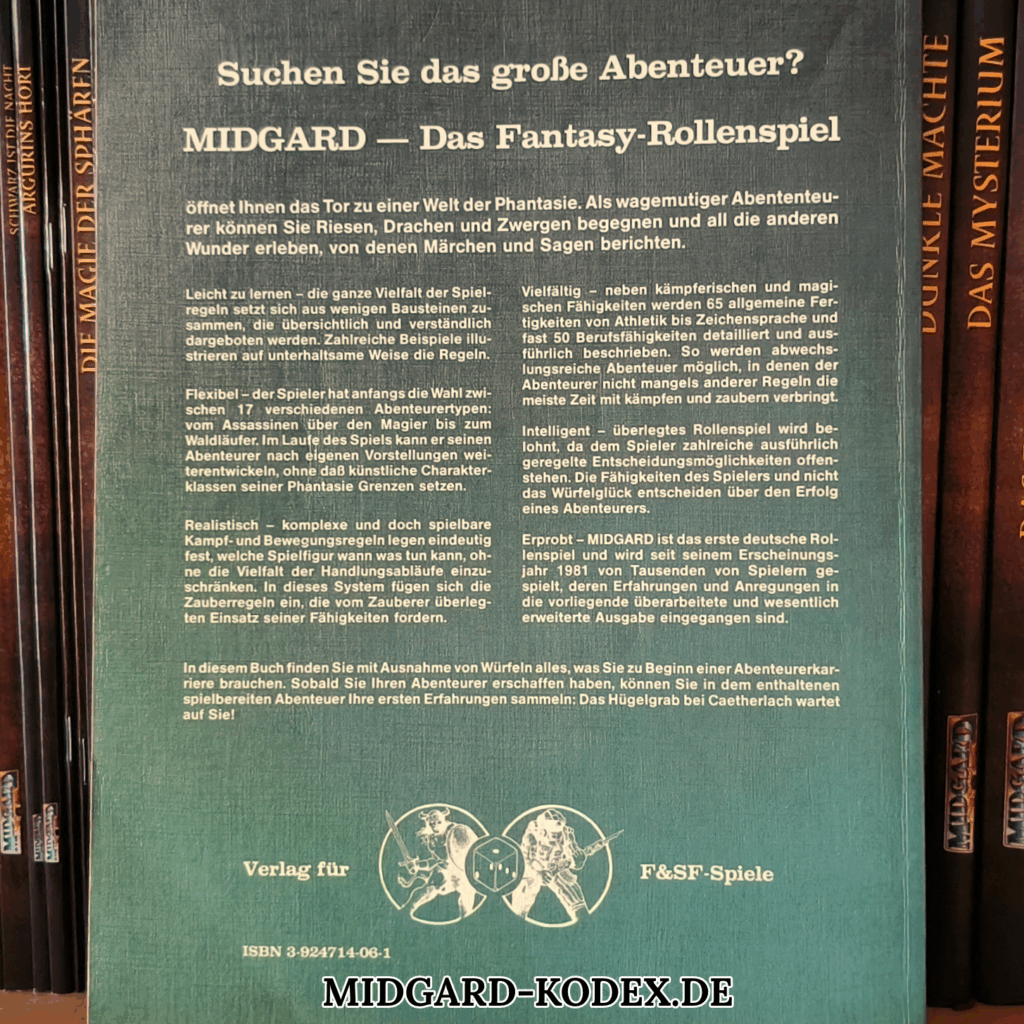 Suchen Sie das große Abenteuer?
MIDGARD — Das Fantasy-Rollenspiel
öffnet Ihnen das Tor zu einer Welt der Phantasie. Als wagemutiger Abententeu-
rer können Sie Riesen, Drachen und Zwergen begegnen und all die anderen
Wunder erleben, von denen Märchen und Sagen berichten.
Leicht zu lernen – die ganze Vielfalt der Spiel-
regeln setzt sich aus wenigen Bausteinen zu-
sammen, die übersichtlich und verständlich
dargeboten werden. Zahlreiche Beispiele illu-
strieren auf unterhaltsame Weise die Regeln.
Flexibel – der Spieler hat anfangs die Wahl zwi-
schen 17 verschiedenen Abenteurertypen:
vom Assassinen über den Magier bis zum
Waldläufer. Im Laufe des Spiels kann er seinen
Abenteurer nach eigenen Vorstellungen wei-
terentwickeln, ohne daß künstliche Charakter-
klassen seiner Phantasie Grenzen setzen.
Realistisch – komplexe und doch spielbare
Kampf- und Bewegungsregeln legen eindeutig
fest, welche Spielfigur wann was tun kann, oh-
ne die Vielfalt der Handlungsabläufe einzu-
schränken. In dieses System fügen sich die
Zauberregeln ein, die vom Zauberer überleg-
ten Einsatz seiner Fähigkeiten fordern.
Vielfältig – neben kämpferischen und magi-
schen Fähigkeiten werden 65 allgemeine Fer-
tigkeiten von Athletik bis Zeichensprache und
fast 50 Berufsfähigkeiten detailliert und aus-
führlich beschrieben. So werden abwechs-
lungsreiche Abenteuer möglich, in denen der
Abenteurer nicht mangels anderer Regeln die
meiste Zeit mit kämpfen und zaubern verbringt.
Intelligent – überlegtes Rollenspiel wird be-
lohnt, da dem Spieler zahlreiche ausführlich
geregelte Entscheidungsmöglichkeiten offen-
stehen. Die Fähigkeiten des Spielers und nicht
das Würfelglück entscheiden über den Erfolg
eines Abenteurers.
Erprobt – MIDGARD ist das erste deutsche Rol-
lenspiel und wird seit seinem Erscheinungs-
jahr 1981 von Tausenden von Spielern ge-
spielt, deren Erfahrungen und Anregungen in
die vorliegende überarbeitete und wesentlich
erweiterte Ausgabe eingegangen sind.
In diesem Buch finden Sie mit Ausnahme von Würfeln alles, was Sie zu Beginn einer Abenteurerkar-
riere brauchen. Sobald Sie Ihren Abenteurer erschaffen haben, können Sie in dem enthaltenen
spielbereiten Abenteuer Ihre ersten Erfahrungen sammeln: Das Hügelgrab bei Caetherlach wartet
auf Sie!
Verlag für
F&SF-Spiele
ISBN 3-924714-06-1
SCHWARZ IST DIE NACHT
ARGURINS HORT
DIE MAGIE DER SPHÄREN
DUNKLE MÄCHTE
DAS MYSTERIUM
MIDGARD
MIDGARD
MIDGARD
MIDGARD
MIDGARD-KODEX.DE